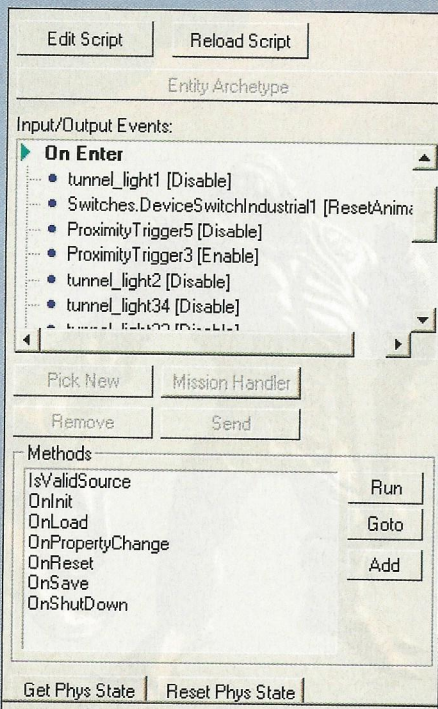 Edit Script
Reload Script
Entity Archetype
Input/Output Events:
On Enter
tunnel_light1 [Disable]
Switches.DeviceSwitchIndustrial1 [ResetAnima
ProximityTrigger5 [Disable]
ProximityTrigger3 [Enable]
tunnel_light2 [Disable]
tunnel_light34 [Disable]
Pick New
Mission Handler
Remove
Send
Methods
IsValidSource
OnInit
OnLoad
OnPropertyChange
OnReset
OnSave
OnShutDown
Run
Goto
Add
Get Phys State
Reset Phys State